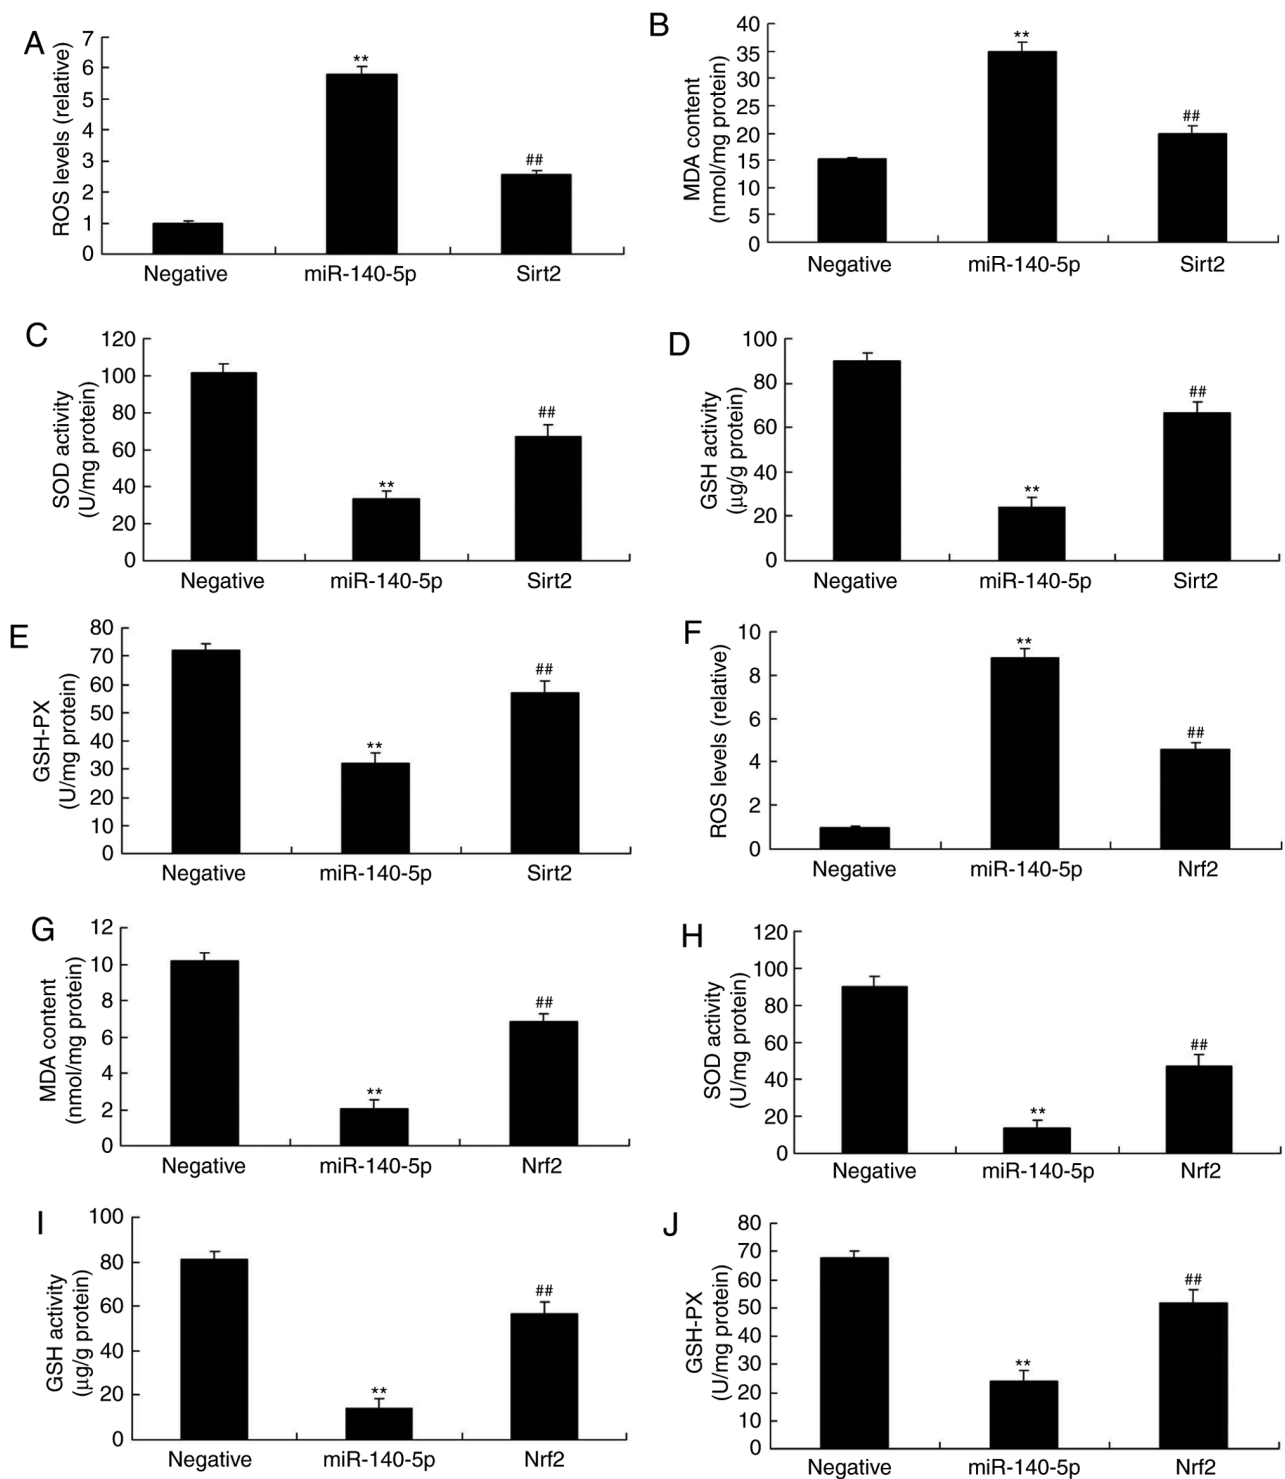 A
ROS levels (relative)
7
6
5
4
3
2
1
0
**
##
Negative
miR-140-5p
Sirt2
B
MDA content
(nmol/mg protein)
40
35
30
25
20
15
10
5
0
**
##
Negative
miR-140-5p
Sirt2
C
SOD activity
(U/mg protein)
120
100
80
60
40
20
0
**
##
Negative
miR-140-5p
Sirt2
D
GSH activity
(μg/g protein)
100
80
60
40
20
0
**
##
Negative
miR-140-5p
Sirt2
E
GSH-PX
(U/mg protein)
80
70
60
50
40
30
20
10
0
**
##
Negative
miR-140-5p
Sirt2
F
ROS levels (relative)
10
8
6
4
2
0
**
##
Negative
miR-140-5p
Nrf2
G
MDA content
(nmol/mg protein)
12
10
8
6
4
2
0
**
##
Negative
miR-140-5p
Nrf2
H
SOD activity
(U/mg protein)
120
100
80
60
40
20
0
**
##
Negative
miR-140-5p
Nrf2
I
GSH activity
(μg/g protein)
100
80
60
40
20
0
**
##
Negative
miR-140-5p
Nrf2
J
GSH-PX
(U/mg protein)
80
70
60
50
40
30
20
10
0
**
##
Negative
miR-140-5p
Nrf2